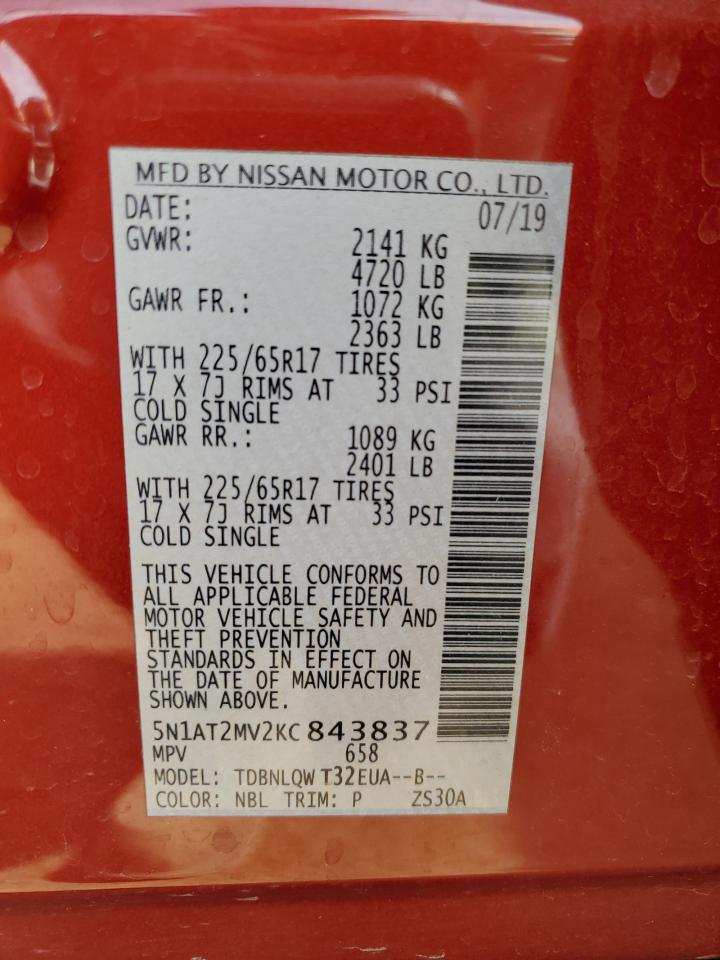 MFD BY NISSAN MOTOR CO., LTD.
DATE: 07/19
GVWR: 2141 KG
4720 LB
GAWR FR.: 1072 KG
2363 LB
WITH 225/65R17 TIRES
17 X 7J RIMS AT 33 PSI
COLD SINGLE
GAWR RR.: 1089 KG
2401 LB
WITH 225/65R17 TIRES
17 X 7J RIMS AT 33 PSI
COLD SINGLE
THIS VEHICLE CONFORMS TO
ALL APPLICABLE FEDERAL
MOTOR VEHICLE SAFETY AND
THEFT PREVENTION
STANDARDS IN EFFECT ON
THE DATE OF MANUFACTURE
SHOWN ABOVE.
5N1AT2MV2KC843837
MPV 658
MODEL: TDBNLQW T32EUA--B--
COLOR: NBL TRIM: P ZS30A